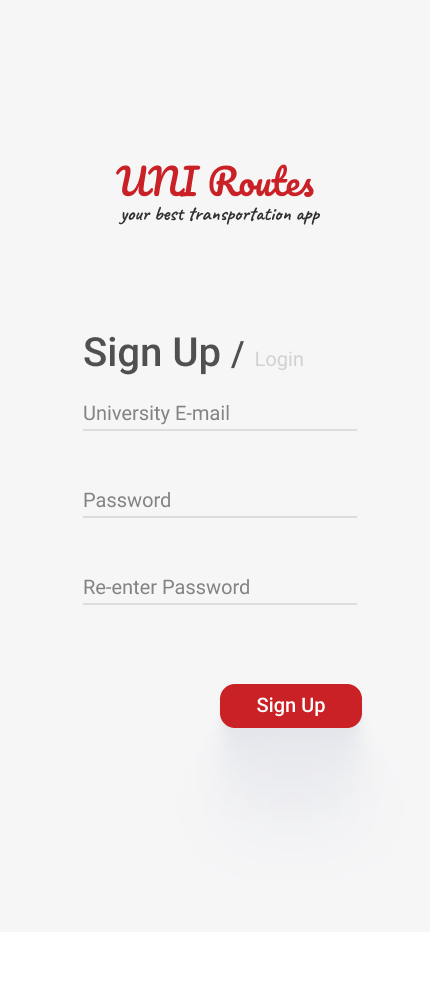 UNI Routes
your best transportation app
Sign Up / Login
University E-mail
Password
Re-enter Password
Sign Up